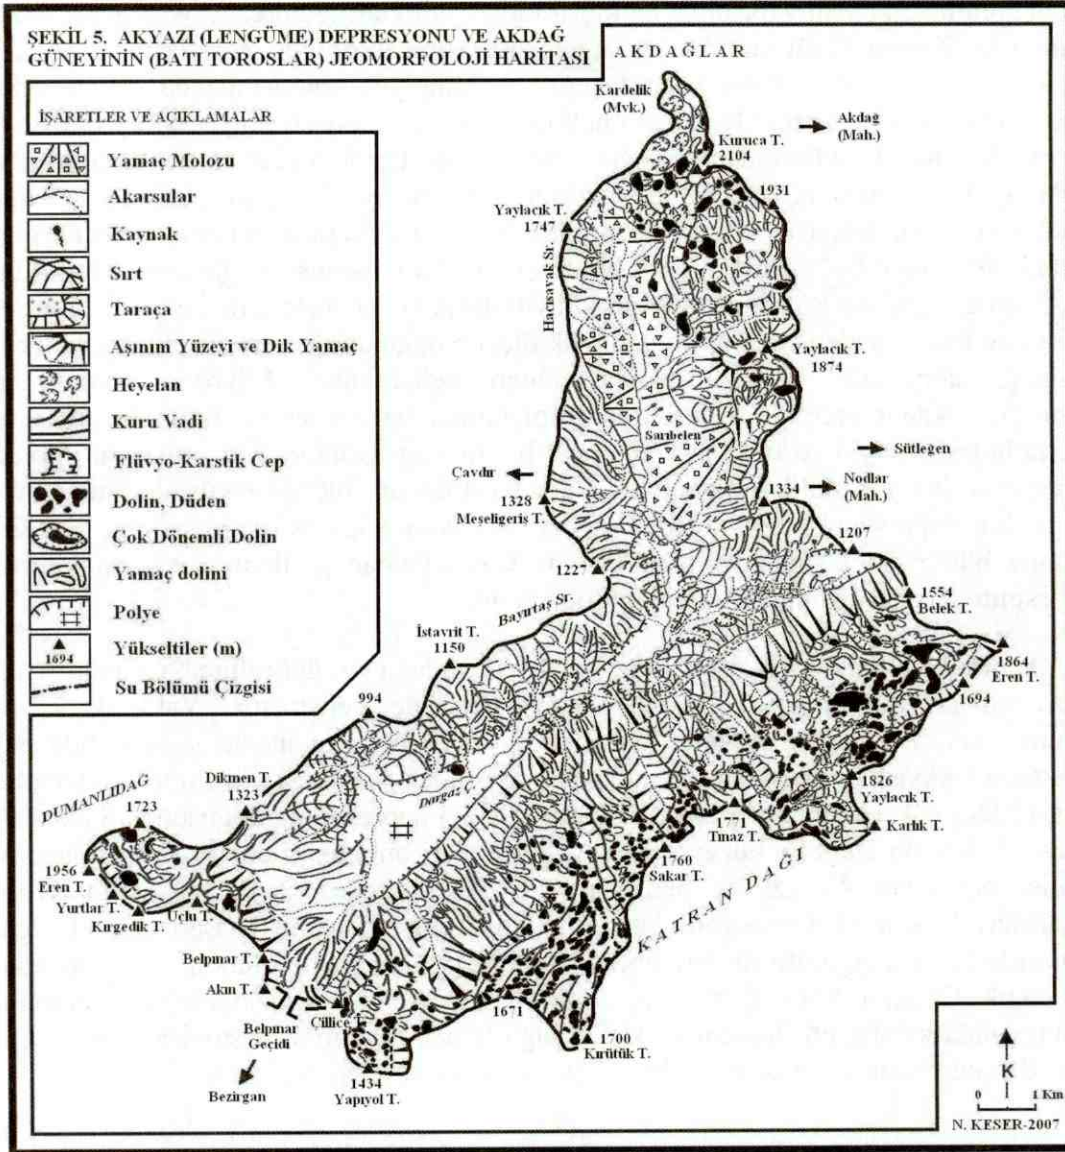 ŞEKİL 5. AKYAZI (LENGÜME) DEPRESYONU VE AKDAĞ
GÜNEYİNİN (BATI TOROSLAR) JEOMORFOLOJİ HARİTASI
İŞARETLER VE AÇIKLAMALAR
Yamaç Molozu
Akarsular
Kaynak
Sırt
Taraça
Aşınım Yüzeyi ve Dik Yamaç
Heyelan
Kuru Vadi
Flüvyo-Karstik Cep
Dolin, Düden
Çok Dönemli Dolin
Yamaç dolini
Polye
1694
Yükseltiler (m)
Su Bölümü Çizgisi
AKDAĞLAR
Kardelik
(Mvk.)
Akdağ
(Mah.)
Kuruca T.
2104
1931
Yaylacık T.
1747
Hacısavak Sr.
Yaylacık T.
1874
Sarıbelen
Sütleğen
Çavdır
Nodlar
(Mah.)
1334
1328
Meseligeriş T.
1207
1227
1554
Belek T.
Bayırtaş Sr.
İstavrit T.
1150
1864
Eren T.
1694
994
Dikmen T.
1323
Dargaz Ç.
1826
Yaylacık T.
DUMANLIDAĞ
1723
1771
Tınaz T.
Karlık T.
1760
Sakar T.
KATRAN DAĞI
1956
Eren T.
Yurtlar T.
Kırgedik T.
Uçlu T.
Belpınar T.
Akın T.
Belpınar
Geçidi
Çillice T.
1671
1700
Kırütük T.
Bezirgan
1434
Yapıyol T.
K
0
1 Km
N. KESER-2007